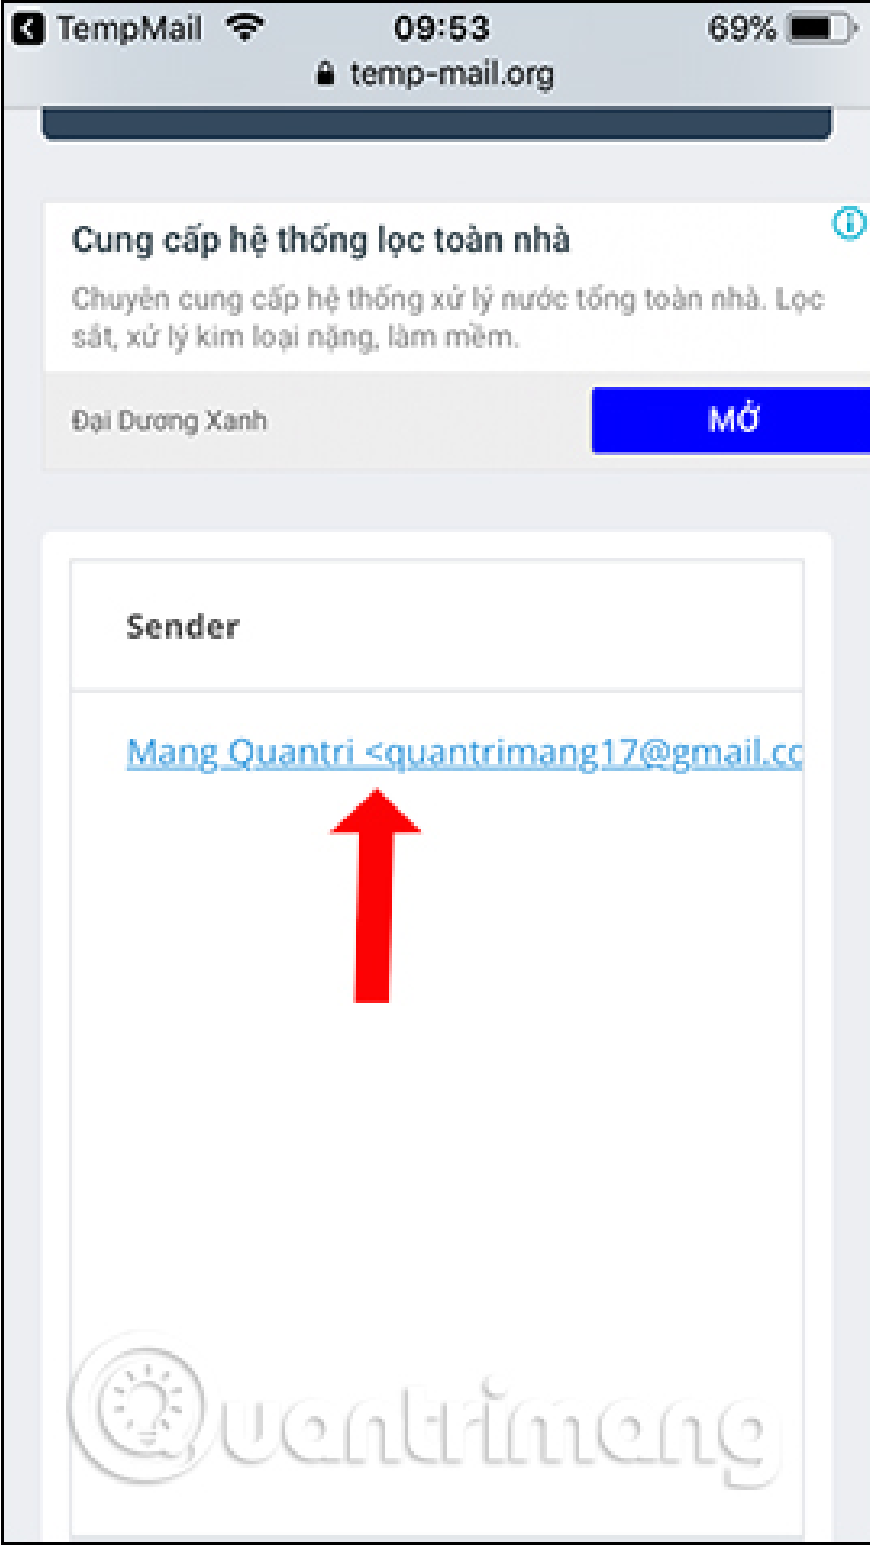 TempMail 09:53 69%
temp-mail.org
Cung cấp hệ thống lọc toàn nhà
Chuyên cung cấp hệ thống xử lý nước tổng toàn nhà. Lọc
sắt, xử lý kim loại nặng, làm mềm.
Đại Dương Xanh
MỞ
Sender
Mang Quantri <quantrimang17@gmail.co
Quantrimang